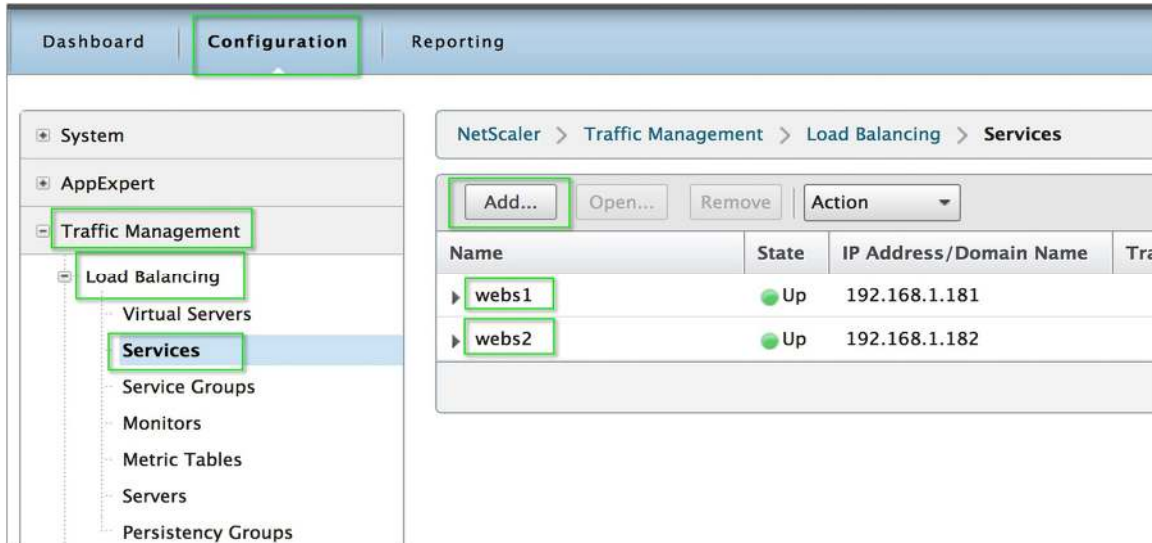 Dashboard Configuration Reporting
System
AppExpert
Traffic Management
Load Balancing
Virtual Servers
Services
Service Groups
Monitors
Metric Tables
Servers
Persistency Groups
NetScaler > Traffic Management > Load Balancing > Services
Add... Open... Remove Action
Name State IP Address/Domain Name Tra
webs1 Up 192.168.1.181
webs2 Up 192.168.1.182